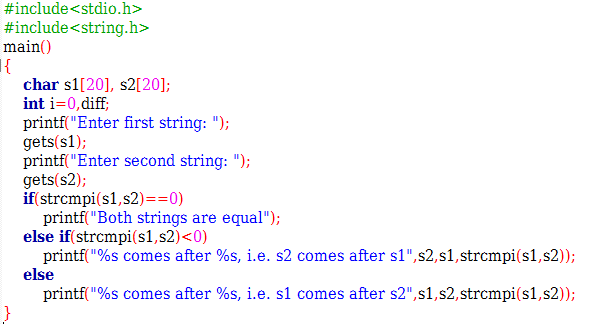 #include<stdio.h>
#include<string.h>
main()
{
char s1[20], s2[20];
int i=0,diff;
printf("Enter first string: ");
gets(s1);
printf("Enter second string: ");
gets(s2);
if(strcmpi(s1,s2)==0)
printf("Both strings are equal");
else if(strcmpi(s1,s2)<0)
printf("%s comes after %s, i.e. s2 comes after s1",s2,s1,strcmpi(s1,s2));
else
printf("%s comes after %s, i.e. s1 comes after s2",s1,s2,strcmpi(s1,s2));
}